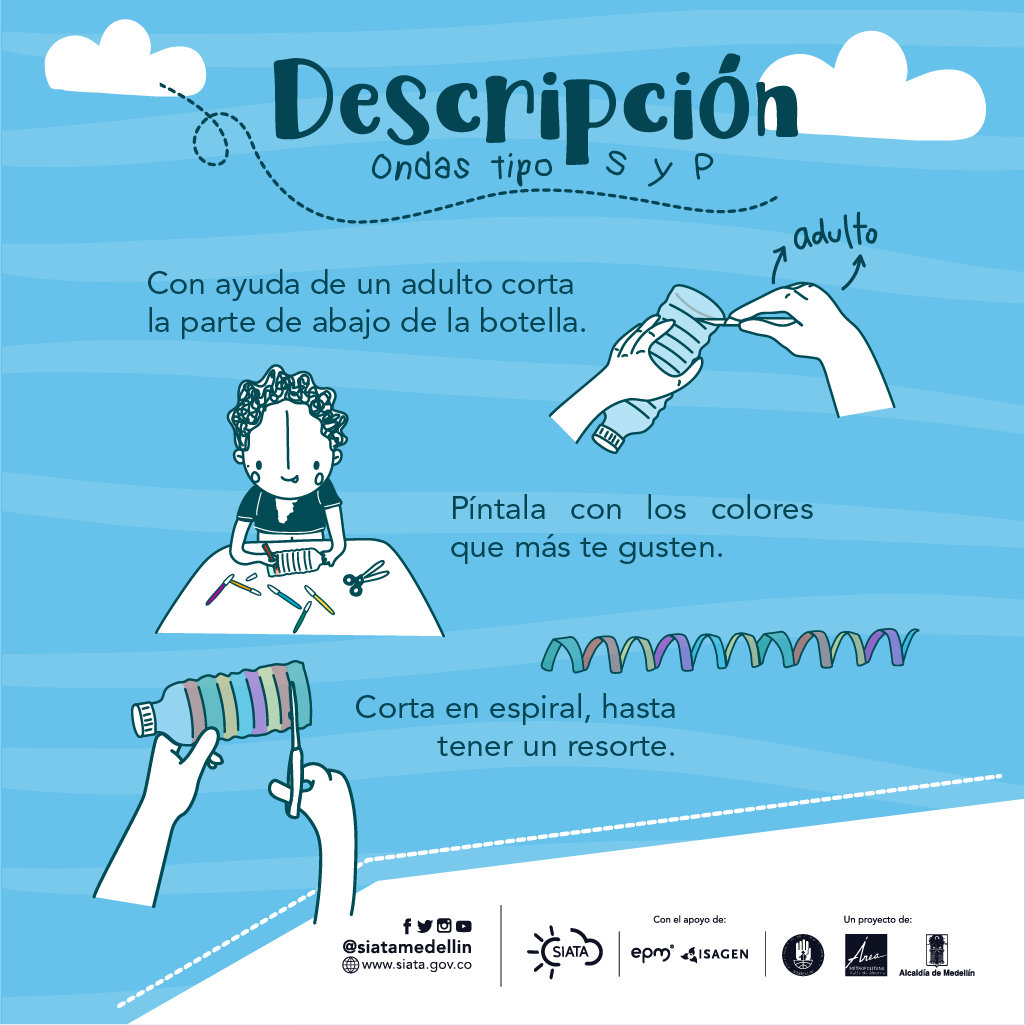 Descripción
Ondas tipo S y P
adulto
Con ayuda de un adulto corta
la parte de abajo de la botella.
Píntala con los colores
que más te gusten.
Corta en espiral, hasta
tener un resorte.
@siatamedellin
www.siata.gov.co
SIATA
Con el apoyo de:
epm
ISAGEN
Un proyecto de:
Área
METROPOLITANA
Alcaldía de Medellín